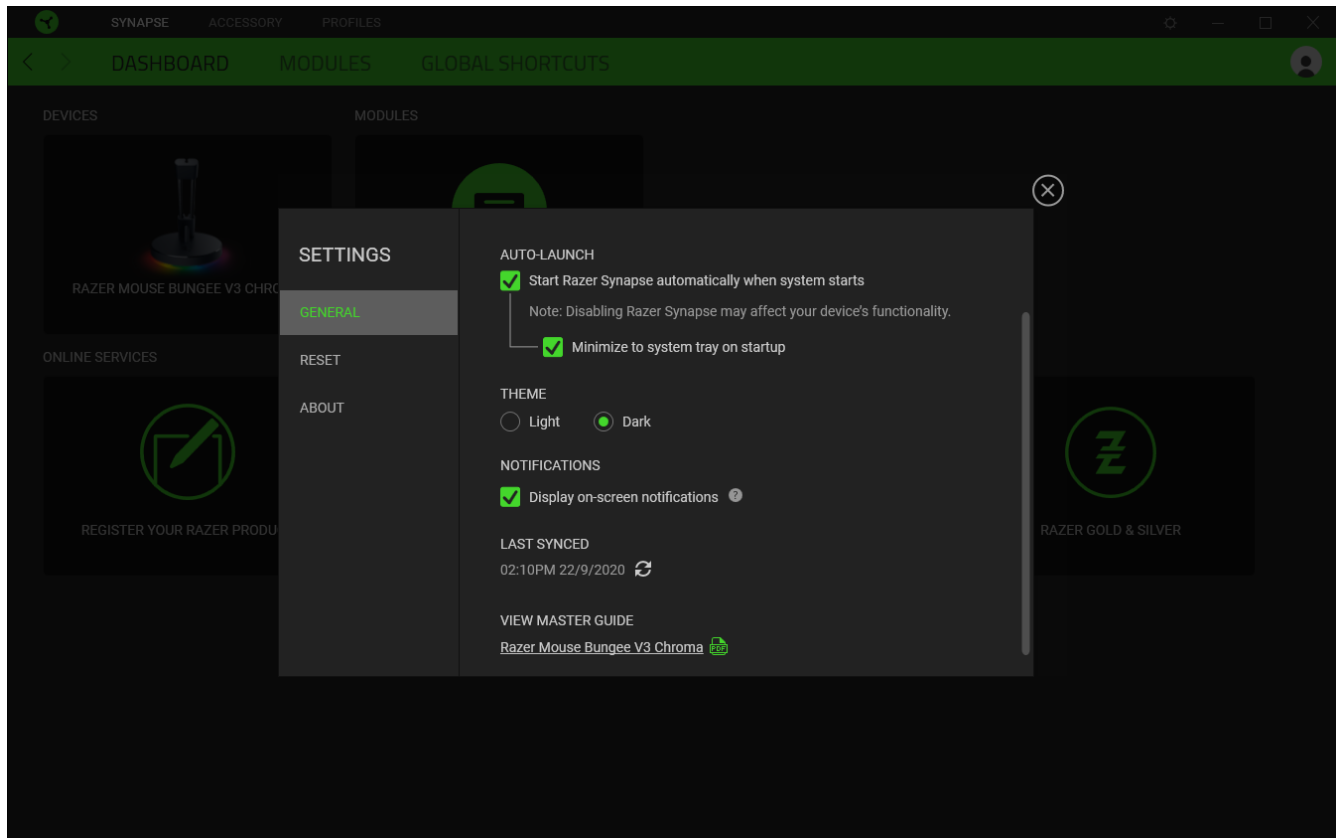 SYNAPSE ACCESSORY PROFILES
DASHBOARD MODULES GLOBAL SHORTCUTS
DEVICES MODULES
RAZER MOUSE BUNGEE V3 CHRO
ONLINE SERVICES
REGISTER YOUR RAZER PRODU
RAZER GOLD & SILVER
SETTINGS
GENERAL
RESET
ABOUT
AUTO-LAUNCH
Start Razer Synapse automatically when system starts
Note: Disabling Razer Synapse may affect your device's functionality.
Minimize to system tray on startup
THEME
Light Dark
NOTIFICATIONS
Display on-screen notifications ?
LAST SYNCED
02:10PM 22/9/2020
VIEW MASTER GUIDE
Razer Mouse Bungee V3 Chroma PDF